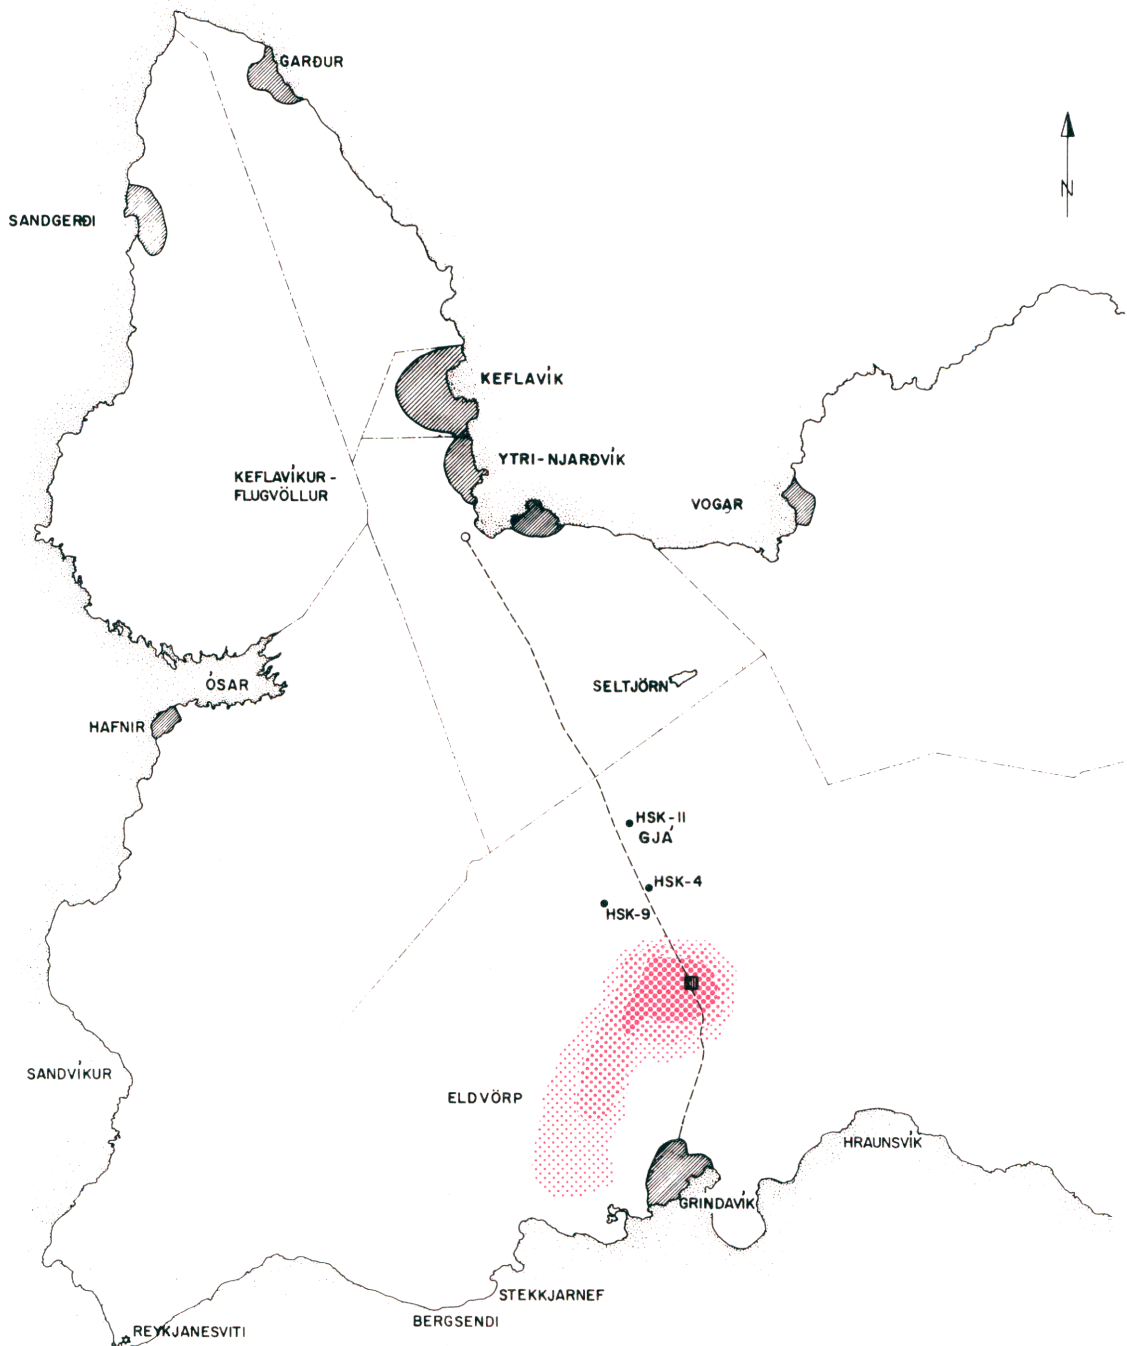 GARÐUR
N
SANDGERÐI
KEFLAVÍK
YTRI-NJARÐVÍK
KEFLAVÍKUR-
FLUGVÖLLUR
VOGAR
ÓSAR
SELTJÖRN
HAFNIR
HSK-11
GJÁ
HSK-4
HSK-9
SANDVÍKUR
ELDVÖRP
HRAUNSVÍK
GRINDAVÍK
STEKKJARNEF
BERGSENDI
REYKJANESVITI